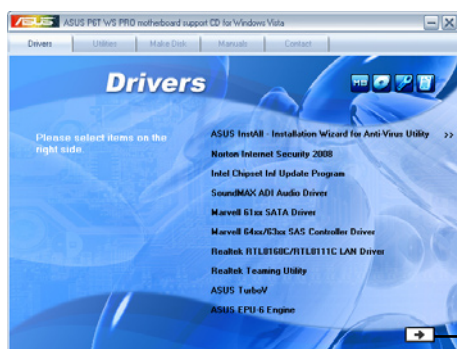 ASUS P6T WS PRO motherboard support CD for Windows Vista
Drivers Utilities Make Disk Manuals Contact
Drivers
Please select items on the right side.
ASUS InstAll - Installation Wizard for Anti-Virus Utility >>
Norton Internet Security 2008
Intel Chipset Inf Update Program
SoundMAX ADI Audio Driver
Marvell 61xx SATA Driver
Marvell 64xx/63xx SAS Controller Driver
Realtek RTL8168C/RTL8111C LAN Driver
Realtek Teaming Utility
ASUS TurboV
ASUS EPU-6 Engine